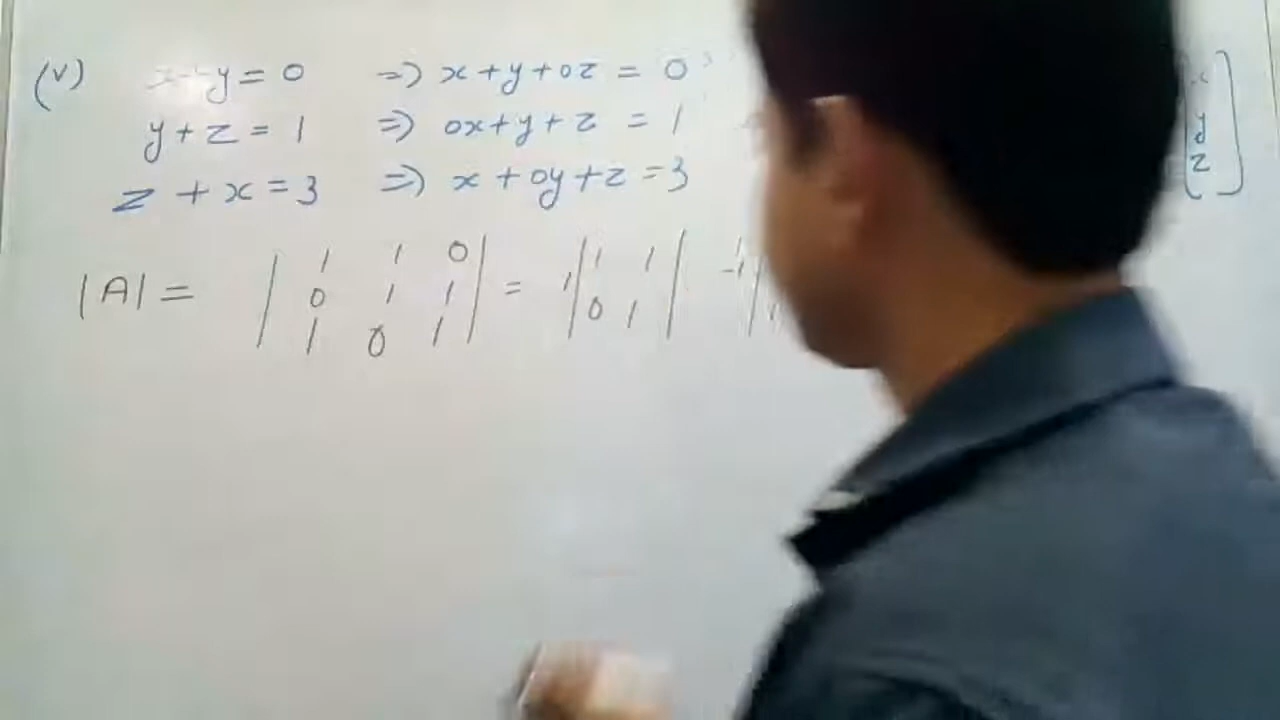 (v) x+y = 0 => x+y+0z = 0
y+z = 1 => 0x+y+z = 1
z + x = 3 => x + 0y + z = 3
x
y
z
|A| = | 1 1 0 | = 1 | 1 1 | -1 |
0 1 1 0 1
1 0 1